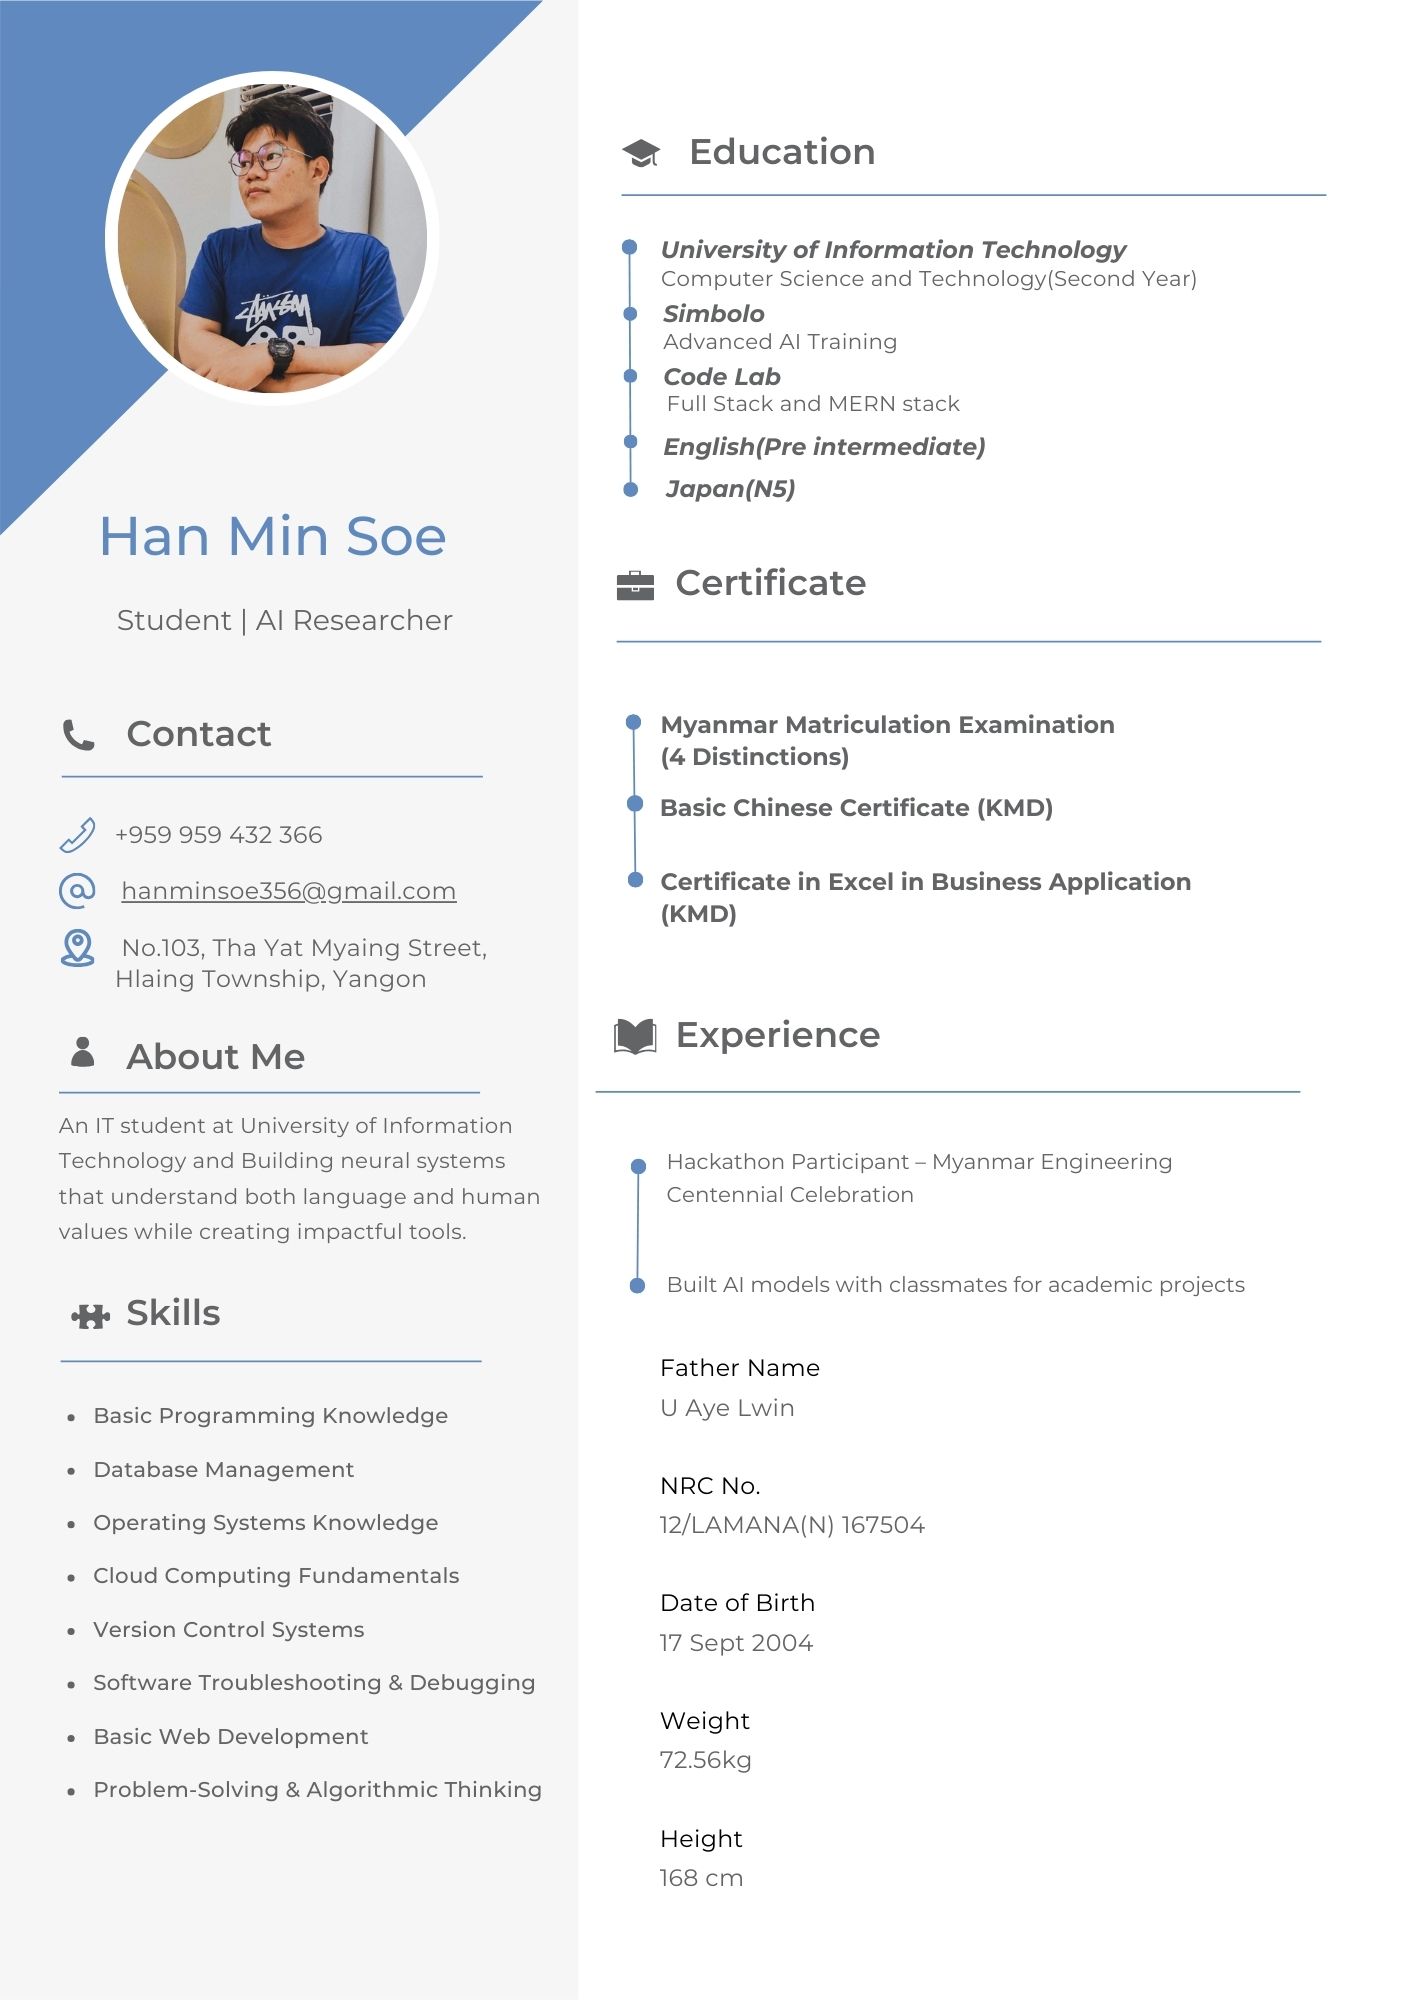 Han Min Soe
Student | AI Researcher
Contact
+959 959 432 366
hanminsoe356@gmail.com
No.103, Tha Yat Myaing Street,
Hlaing Township, Yangon
About Me
An IT student at University of Information
Technology and Building neural systems
that understand both language and human
values while creating impactful tools.
Skills
Basic Programming Knowledge
Database Management
Operating Systems Knowledge
Cloud Computing Fundamentals
Version Control Systems
Software Troubleshooting & Debugging
Basic Web Development
Problem-Solving & Algorithmic Thinking
Education
University of Information Technology
Computer Science and Technology(Second Year)
Simbolo
Advanced AI Training
Code Lab
Full Stack and MERN stack
English(Pre intermediate)
Japan(N5)
Certificate
Myanmar Matriculation Examination
(4 Distinctions)
Basic Chinese Certificate (KMD)
Certificate in Excel in Business Application
(KMD)
Experience
Hackathon Participant – Myanmar Engineering
Centennial Celebration
Built AI models with classmates for academic projects
Father Name
U Aye Lwin
NRC No.
12/LAMANA(N) 167504
Date of Birth
17 Sept 2004
Weight
72.56kg
Height
168 cm